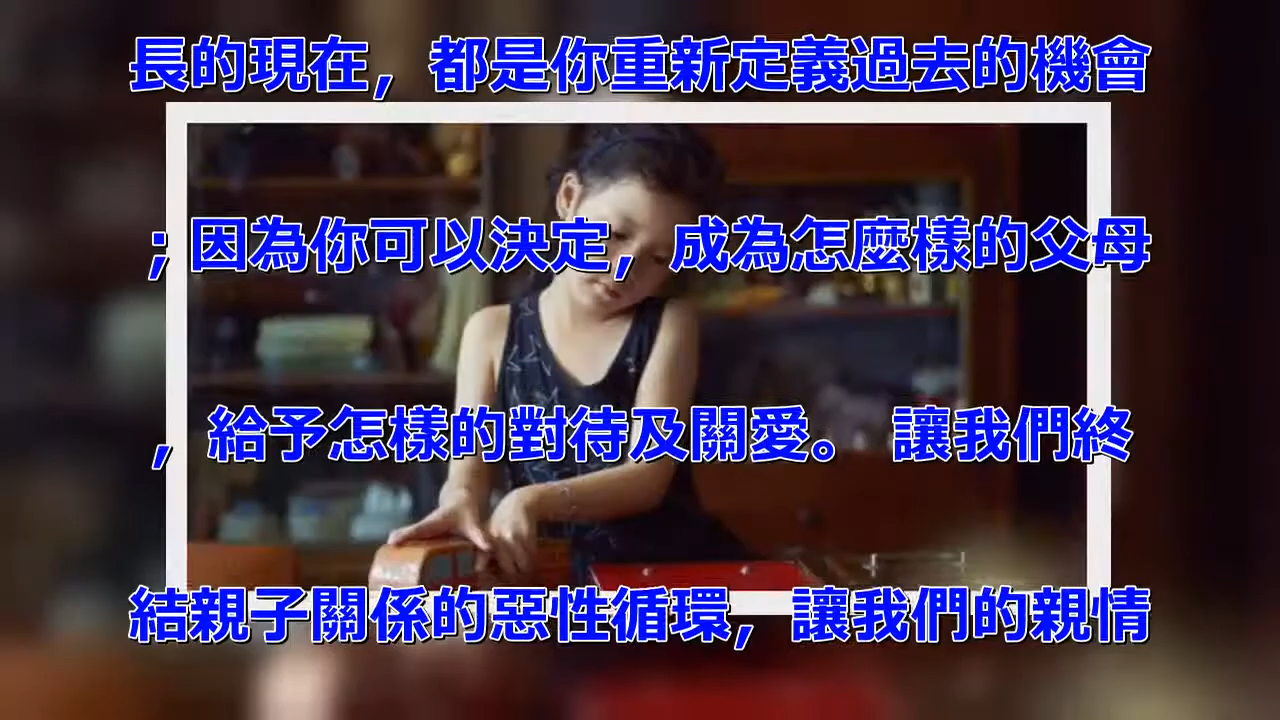 長的現在，都是你重新定義過去的機會
；因為你可以決定，成為怎麼樣的父母
，給予怎樣的對待及關愛。 讓我們終
結親子關係的惡性循環，讓我們的親情